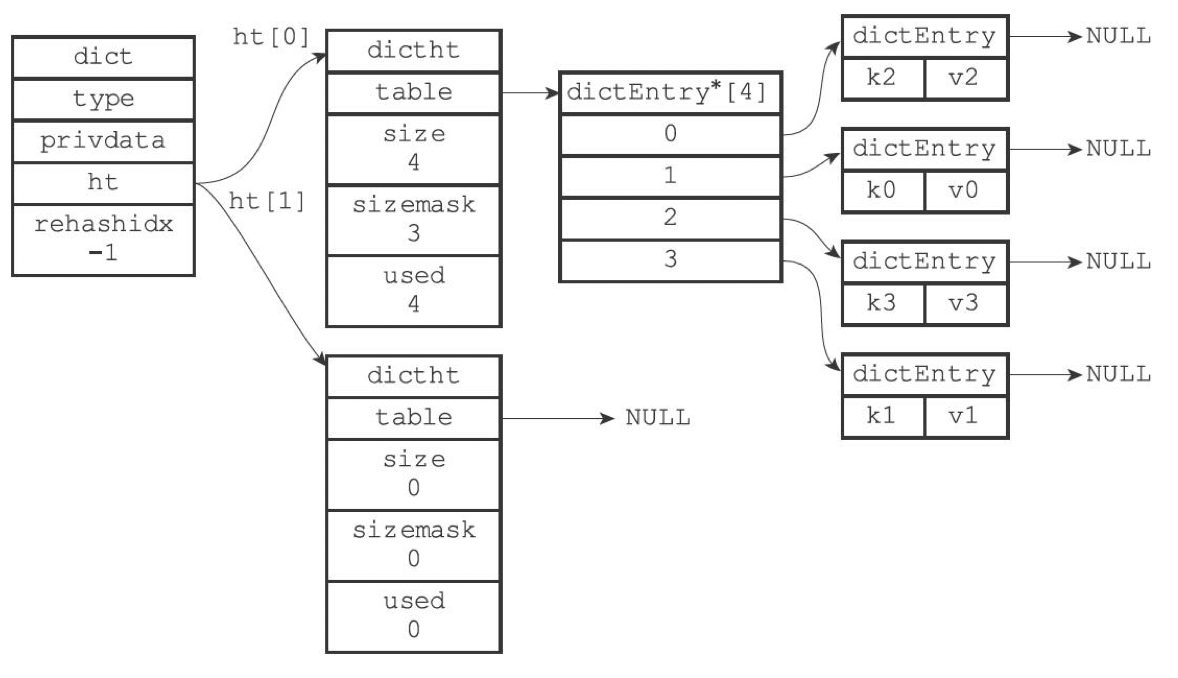 dict
type
privdata
ht
rehashidx
-1
ht[0]
ht[1]
dictht
table
size
4
sizemask
3
used
4
dictht
table
size
0
sizemask
0
used
0
NULL
dictEntry*[4]
0
1
2
3
dictEntry
k2 v2
NULL
dictEntry
k0 v0
NULL
dictEntry
k3 v3
NULL
dictEntry
k1 v1
NULL